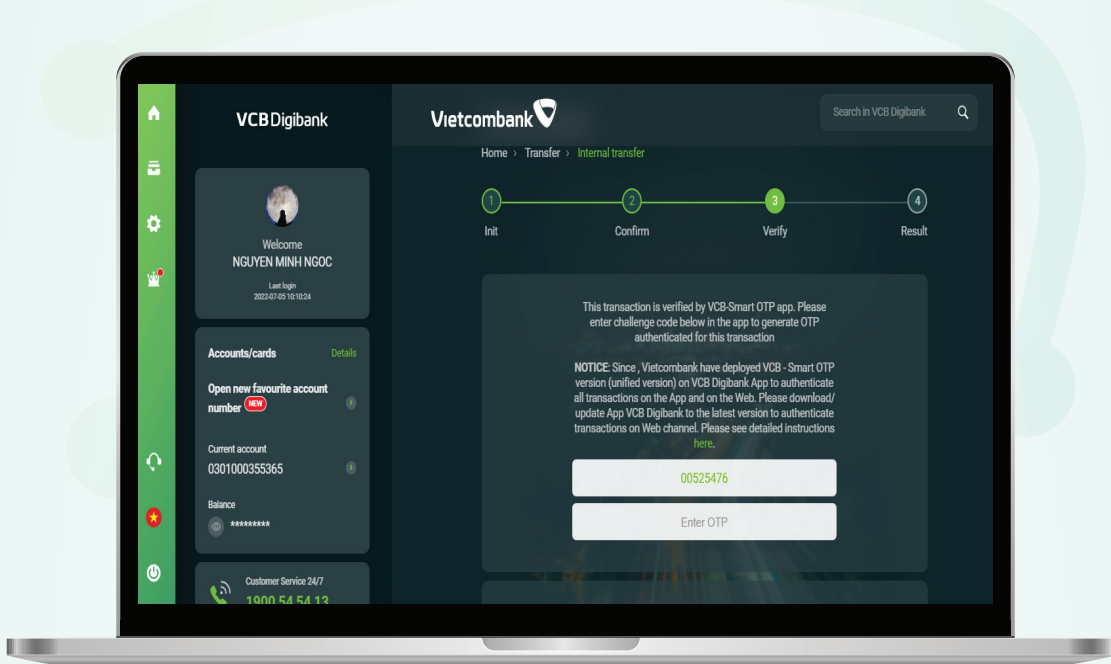 VCB Digibank
Vietcombank
Search in VCB Digibank
Home › Transfer › Internal transfer
1
2
3
4
Init
Confirm
Verify
Result
Welcome
NGUYEN MINH NGOC
Last login
2022-07-05 10:10:24
Accounts/cards
Details
Open new favourite account
number NEW
Current account
0301000355365
Balance
*********
Customer Service 24/7
1900 54 54 13
This transaction is verified by VCB-Smart OTP app. Please
enter challenge code below in the app to generate OTP
authenticated for this transaction
NOTICE: Since , Vietcombank have deployed VCB - Smart OTP
version (unified version) on VCB Digibank App to authenticate
all transactions on the App and on the Web. Please download/
update App VCB Digibank to the latest version to authenticate
transactions on Web channel. Please see detailed instructions
here.
00525476
Enter OTP